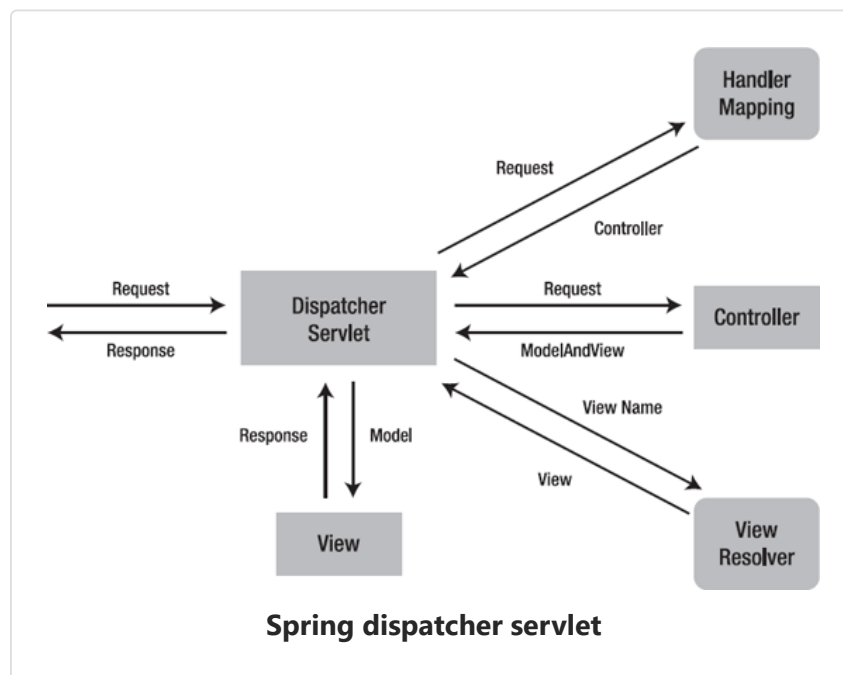 Handler
Mapping
Request
Controller
Request
Response
Dispatcher
Servlet
Request
ModelAndView
Controller
Response
Model
View Name
View
View
View
Resolver
Spring dispatcher servlet